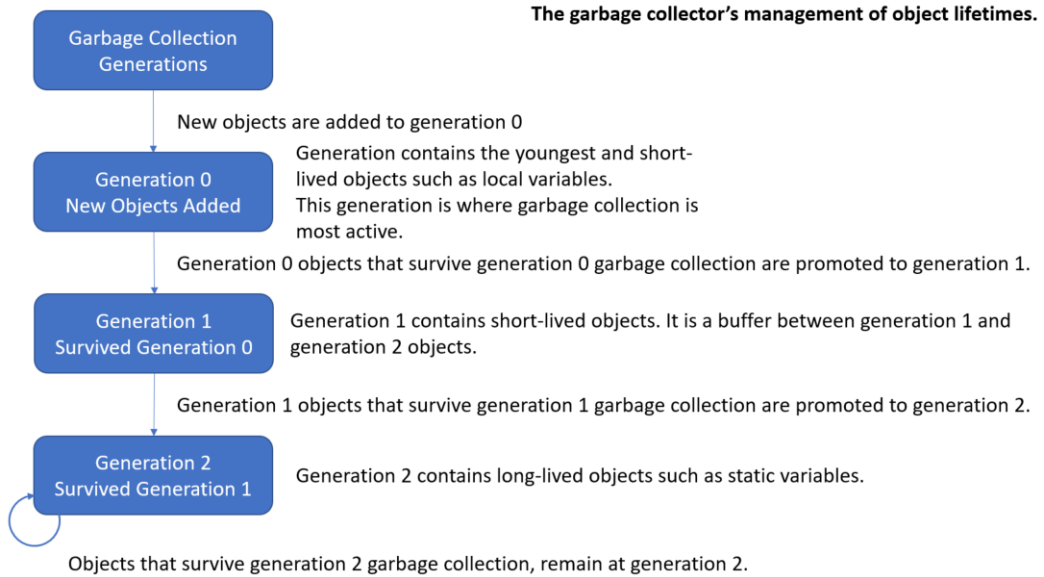 The garbage collector’s management of object lifetimes.
Garbage Collection
Generations
New objects are added to generation 0
Generation 0
New Objects Added
Generation contains the youngest and short-
lived objects such as local variables.
This generation is where garbage collection is
most active.
Generation 0 objects that survive generation 0 garbage collection are promoted to generation 1.
Generation 1
Survived Generation 0
Generation 1 contains short-lived objects. It is a buffer between generation 1 and
generation 2 objects.
Generation 1 objects that survive generation 1 garbage collection are promoted to generation 2.
Generation 2
Survived Generation 1
Generation 2 contains long-lived objects such as static variables.
Objects that survive generation 2 garbage collection, remain at generation 2.